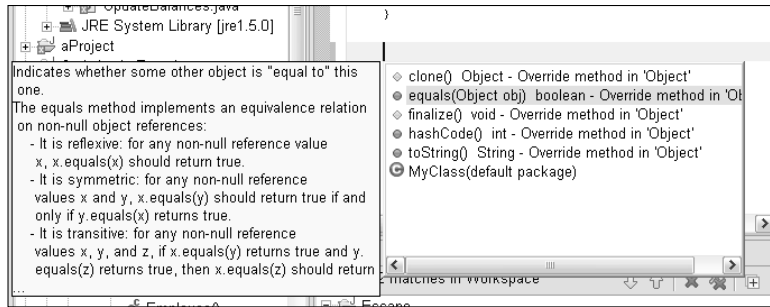 UpdateBalances.java
JRE System Library [jre1.5.0]
aProject
}
Indicates whether some other object is "equal to" this
one.
The equals method implements an equivalence relation
on non-null object references:
- It is reflexive: for any non-null reference value
x, x.equals(x) should return true.
- It is symmetric: for any non-null reference
values x and y, x.equals(y) should return true if and
only if y.equals(x) returns true.
- It is transitive: for any non-null reference
values x, y, and z, if x.equals(y) returns true and y.
equals(z) returns true, then x.equals(z) should return
...
clone() Object - Override method in 'Object'
equals(Object obj) boolean - Override method in 'Ob
finalize() void - Override method in 'Object'
hashCode() int - Override method in 'Object'
toString() String - Override method in 'Object'
MyClass(default package)
matches in Workspace
Employee()